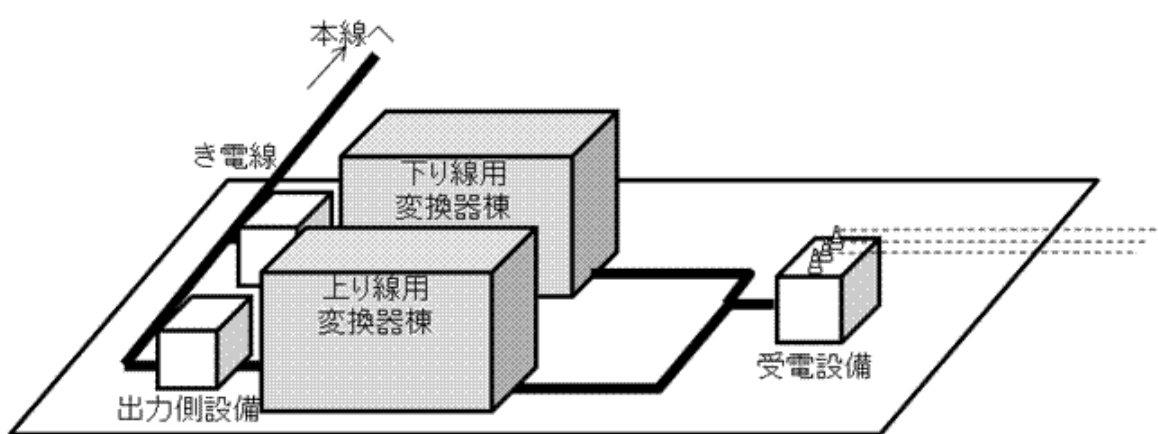 本線へ
き電線
下り線用
変換器棟
上り線用
変換器棟
受電設備
出力側設備